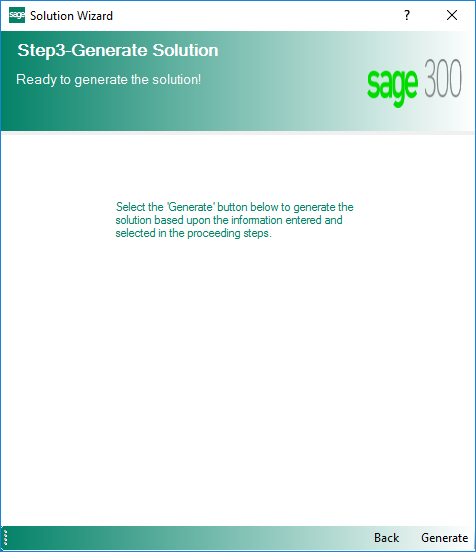 sage Solution Wizard ?
Step3-Generate Solution
Ready to generate the solution!
sage 300
Select the 'Generate' button below to generate the
solution based upon the information entered and
selected in the proceeding steps.
Back Generate